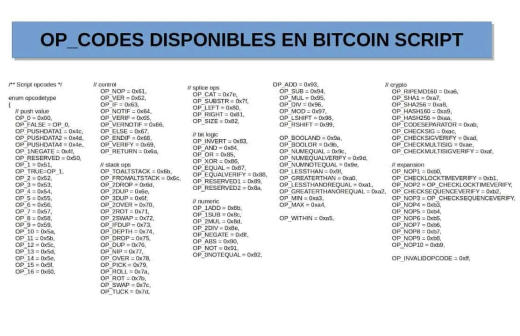 OP_CODES DISPONIBLES EN BITCOIN SCRIPT
/** Script opcodes */
enum opcodetype
{
// push value
OP_0 = 0x00,
OP_FALSE = OP_0,
OP_PUSHDATA1 = 0x4c,
OP_PUSHDATA2 = 0x4d,
OP_PUSHDATA4 = 0x4e,
OP_1NEGATE = 0x4f,
OP_RESERVED = 0x50,
OP_1 = 0x51,
OP_TRUE=OP_1,
OP_2 = 0x52,
OP_3 = 0x53,
OP_4 = 0x54,
OP_5 = 0x55,
OP_6 = 0x56,
OP_7 = 0x57,
OP_8 = 0x58,
OP_9 = 0x59,
OP_10 = 0x5a,
OP_11 = 0x5b,
OP_12 = 0x5c,
OP_13 = 0x5d,
OP_14 = 0x5e,
OP_15 = 0x5f,
OP_16 = 0x60,
// control
OP_NOP = 0x61,
OP_VER = 0x62,
OP_IF = 0x63,
OP_NOTIF = 0x64,
OP_VERIF = 0x65,
OP_VERNOTIF = 0x66,
OP_ELSE = 0x67,
OP_ENDIF = 0x68,
OP_VERIFY = 0x69,
OP_RETURN = 0x6a,
// stack ops
OP_TOALTSTACK = 0x6b,
OP_FROMALTSTACK = 0x6c,
OP_2DROP = 0x6d,
OP_2DUP = 0x6e,
OP_3DUP = 0x6f,
OP_2OVER = 0x70,
OP_2ROT = 0x71,
OP_2SWAP = 0x72,
OP_IFDUP = 0x73,
OP_DEPTH = 0x74,
OP_DROP = 0x75,
OP_DUP = 0x76,
OP_NIP = 0x77,
OP_OVER = 0x78,
OP_PICK = 0x79,
OP_ROLL = 0x7a,
OP_ROT = 0x7b,
OP_SWAP = 0x7c,
OP_TUCK = 0x7d,
// splice ops
OP_CAT = 0x7e,
OP_SUBSTR = 0x7f,
OP_LEFT = 0x80,
OP_RIGHT = 0x81,
OP_SIZE = 0x82,
// bit logic
OP_INVERT = 0x83,
OP_AND = 0x84,
OP_OR = 0x85,
OP_XOR = 0x86,
OP_EQUAL = 0x87,
OP_EQUALVERIFY = 0x88,
OP_RESERVED1 = 0x89,
OP_RESERVED2 = 0x8a,
// numeric
OP_1ADD = 0x8b,
OP_1SUB = 0x8c,
OP_2MUL = 0x8d,
OP_2DIV = 0x8e,
OP_NEGATE = 0x8f,
OP_ABS = 0x90,
OP_NOT = 0x91,
OP_0NOTEQUAL = 0x92,
OP_ADD = 0x93,
OP_SUB = 0x94,
OP_MUL = 0x95,
OP_DIV = 0x96,
OP_MOD = 0x97,
OP_LSHIFT = 0x98,
OP_RSHIFT = 0x99,
OP_BOOLAND = 0x9a,
OP_BOOLOR = 0x9b,
OP_NUMEQUAL = 0x9c,
OP_NUMEQUALVERIFY = 0x9d,
OP_NUMNOTEQUAL = 0x9e,
OP_LESSTHAN = 0x9f,
OP_GREATERTHAN = 0xa0,
OP_LESSTHANOREQUAL = 0xa1,
OP_GREATERTHANOREQUAL = 0xa2,
OP_MIN = 0xa3,
OP_MAX = 0xa4,
OP_WITHIN = 0xa5,
// crypto
OP_RIPEMD160 = 0xa6,
OP_SHA1 = 0xa7,
OP_SHA256 = 0xa8,
OP_HASH160 = 0xa9,
OP_HASH256 = 0xaa,
OP_CODESEPARATOR = 0xab,
OP_CHECKSIG = 0xac,
OP_CHECKSIGVERIFY = 0xad,
OP_CHECKMULTISIG = 0xae,
OP_CHECKMULTISIGVERIFY = 0xaf,
// expansion
OP_NOP1 = 0xb0,
OP_CHECKLOCKTIMEVERIFY = 0xb1,
OP_NOP2 = OP_CHECKLOCKTIMEVERIFY,
OP_CHECKSEQUENCEVERIFY = 0xb2,
OP_NOP3 = OP_CHECKSEQUENCEVERIFY,
OP_NOP4 = 0xb3,
OP_NOP5 = 0xb4,
OP_NOP6 = 0xb5,
OP_NOP7 = 0xb6,
OP_NOP8 = 0xb7,
OP_NOP9 = 0xb8,
OP_NOP10 = 0xb9,
OP_INVALIDOPCODE = 0xff,